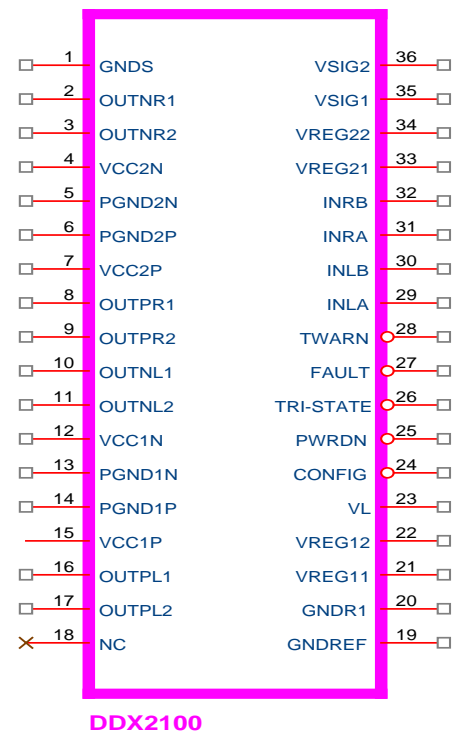 1 GNDS VSIG2 36
2 OUTNR1 VSIG1 35
3 OUTNR2 VREG22 34
4 VCC2N VREG21 33
5 PGND2N INRB 32
6 PGND2P INRA 31
7 VCC2P INLB 30
8 OUTPR1 INLA 29
9 OUTPR2 TWARN 28
10 OUTNL1 FAULT 27
11 OUTNL2 TRI-STATE 26
12 VCC1N PWRDN 25
13 PGND1N CONFIG 24
14 PGND1P VL 23
15 VCC1P VREG12 22
16 OUTPL1 VREG11 21
17 OUTPL2 GNDR1 20
18 NC GNDREF 19
DDX2100